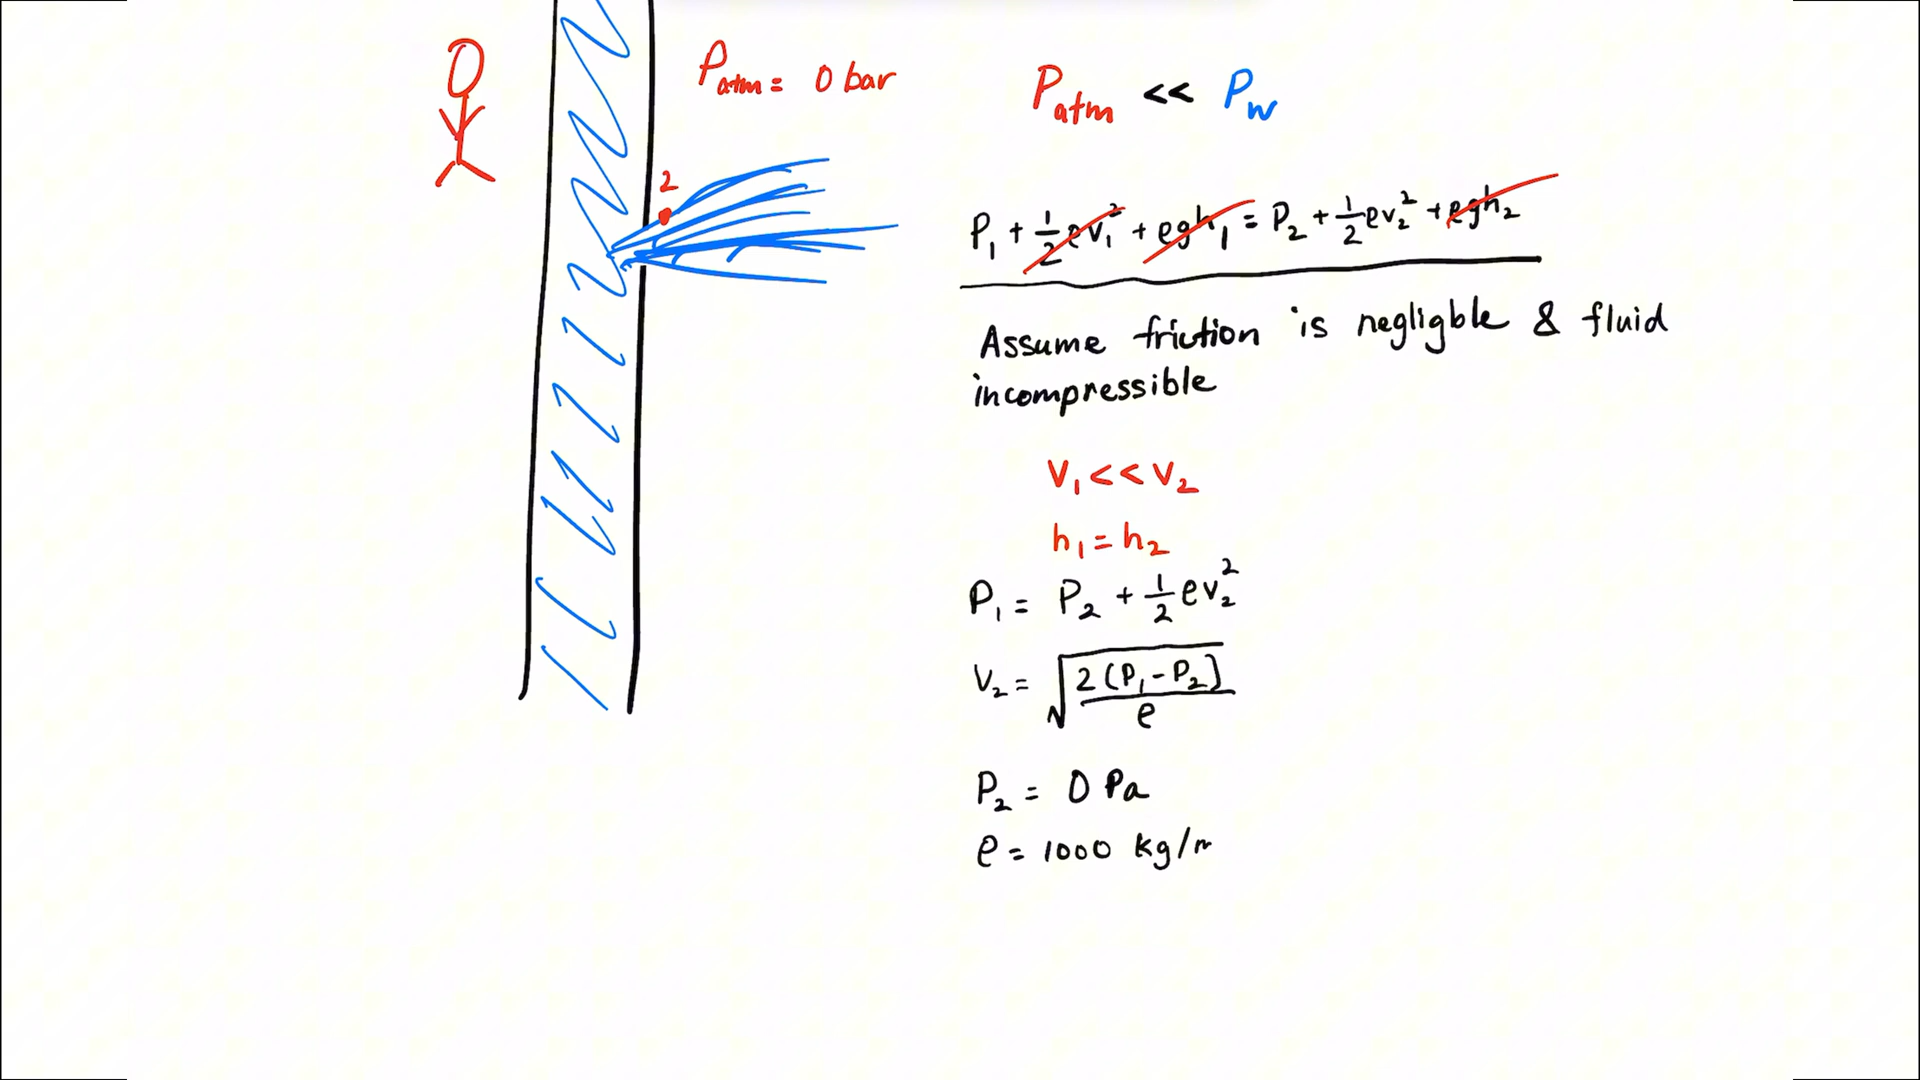 P_atm = 0 bar
P_atm << P_w
2
P₁ + ½ρv₁² + ρgh₁ = P₂ + ½ρv₂² + ρgh₂
Assume friction is negligble & fluid
incompressible
V₁ << V₂
h₁ = h₂
P₁ = P₂ + ½ρv₂²
V₂ = √(2(P₁ - P₂)/ρ)
P₂ = 0 Pa
ρ = 1000 kg/m